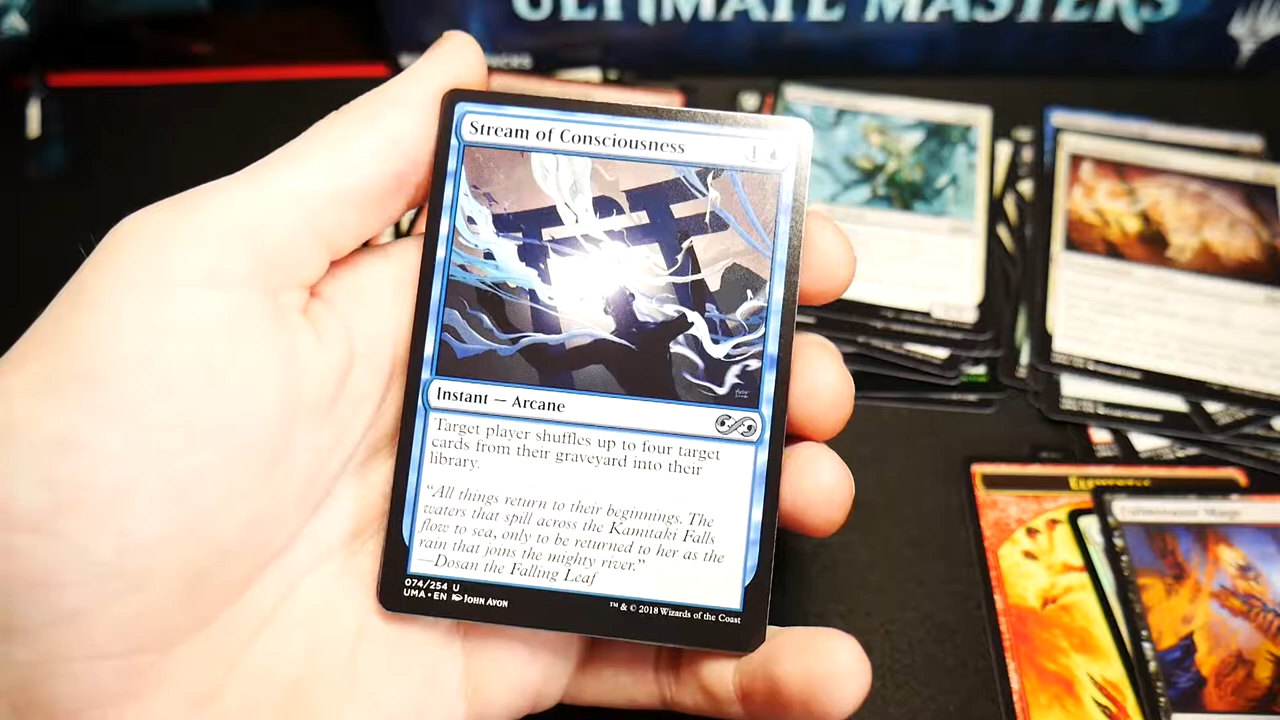 ULTIMATE MASTERS
Stream of Consciousness
1
Instant — Arcane
Target player shuffles up to four target
cards from their graveyard into their
library.
“All things return to their beginnings. The
waters that spill across the Kamitaki Falls
flow to sea, only to be returned to her as the
rain that joins the mighty river.”
—Dosan the Falling Leaf
074/254 U
UMA • EN JOHN AVON
™ & © 2018 Wizards of the Coast